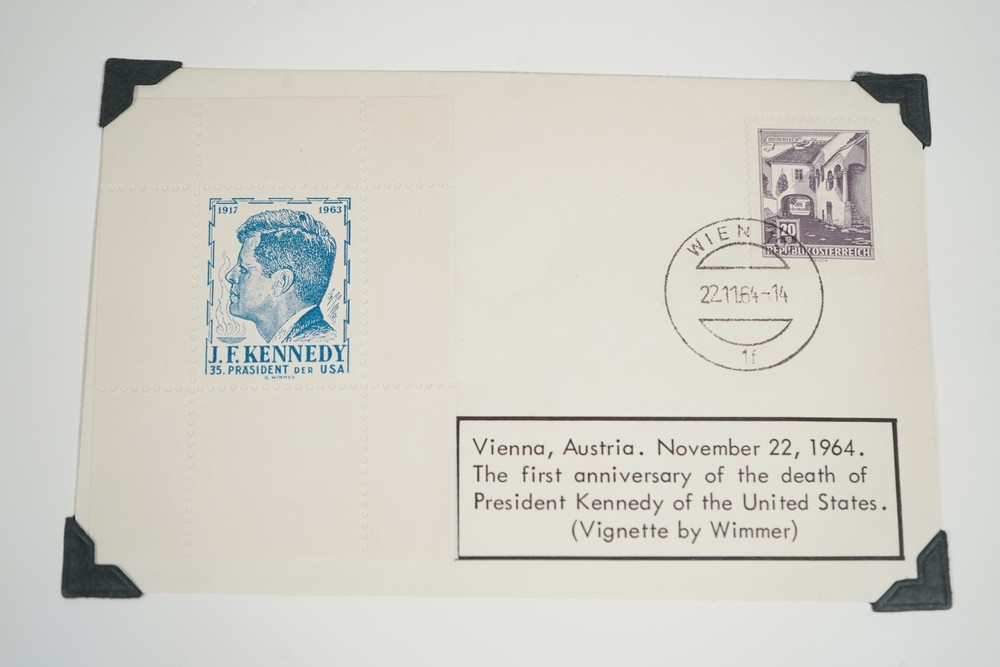 1917 1963
J. F. KENNEDY
35. PRÄSIDENT DER USA
G. WIMMER
20
REPUBLIK ÖSTERREICH
WIEN
22.11.64-14
1f
Vienna, Austria. November 22, 1964.
The first anniversary of the death of
President Kennedy of the United States.
(Vignette by Wimmer)